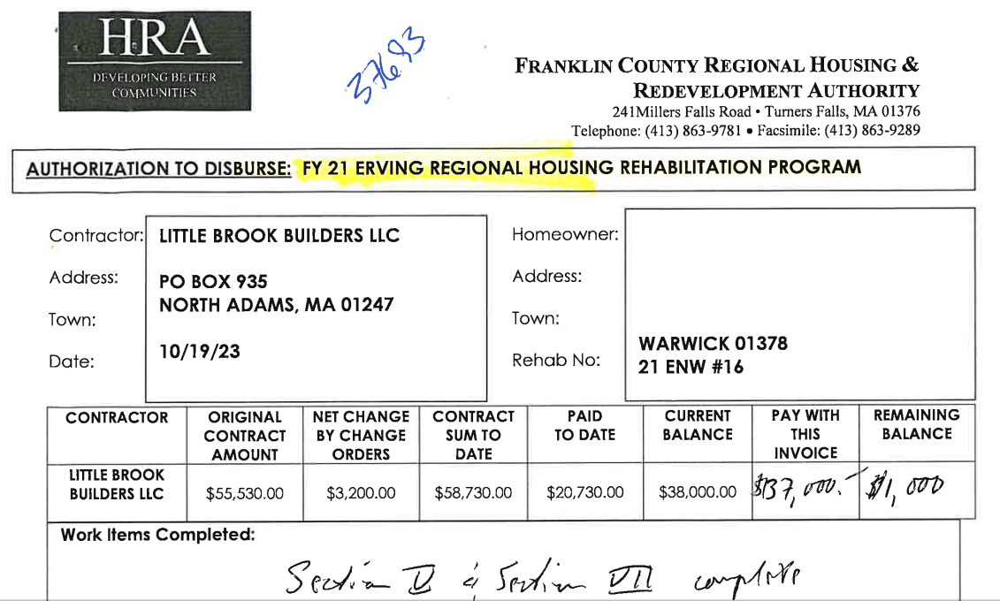 HRA
DEVELOPING BETTER
COMMUNITIES
37693
FRANKLIN COUNTY REGIONAL HOUSING &
REDEVELOPMENT AUTHORITY
241Millers Falls Road • Turners Falls, MA 01376
Telephone: (413) 863-9781 • Facsimile: (413) 863-9289
AUTHORIZATION TO DISBURSE: FY 21 ERVING REGIONAL HOUSING REHABILITATION PROGRAM
Contractor: LITTLE BROOK BUILDERS LLC
Address: PO BOX 935
NORTH ADAMS, MA 01247
Town:
Date: 10/19/23
Homeowner:
Address:
Town: WARWICK 01378
Rehab No: 21 ENW #16
CONTRACTOR ORIGINAL CONTRACT AMOUNT NET CHANGE BY CHANGE ORDERS CONTRACT SUM TO DATE PAID TO DATE CURRENT BALANCE PAY WITH THIS INVOICE REMAINING BALANCE
LITTLE BROOK BUILDERS LLC $55,530.00 $3,200.00 $58,730.00 $20,730.00 $38,000.00 $37,000.- $1,000
Work Items Completed:
Section V & Section VII complete